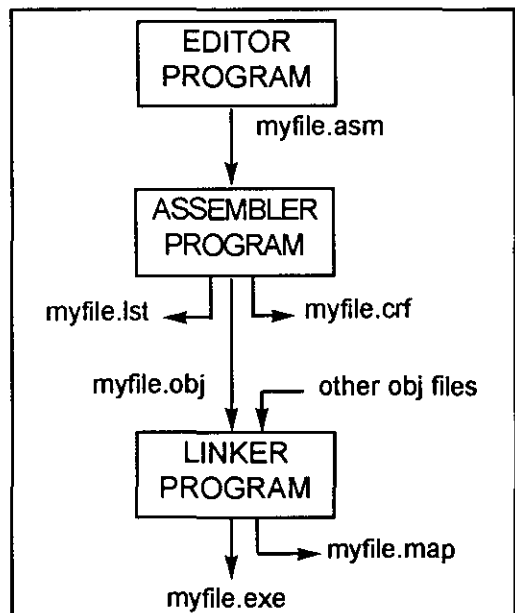 EDITOR
PROGRAM
myfile.asm
ASSEMBLER
PROGRAM
myfile.lst
myfile.crf
myfile.obj
other obj files
LINKER
PROGRAM
myfile.map
myfile.exe